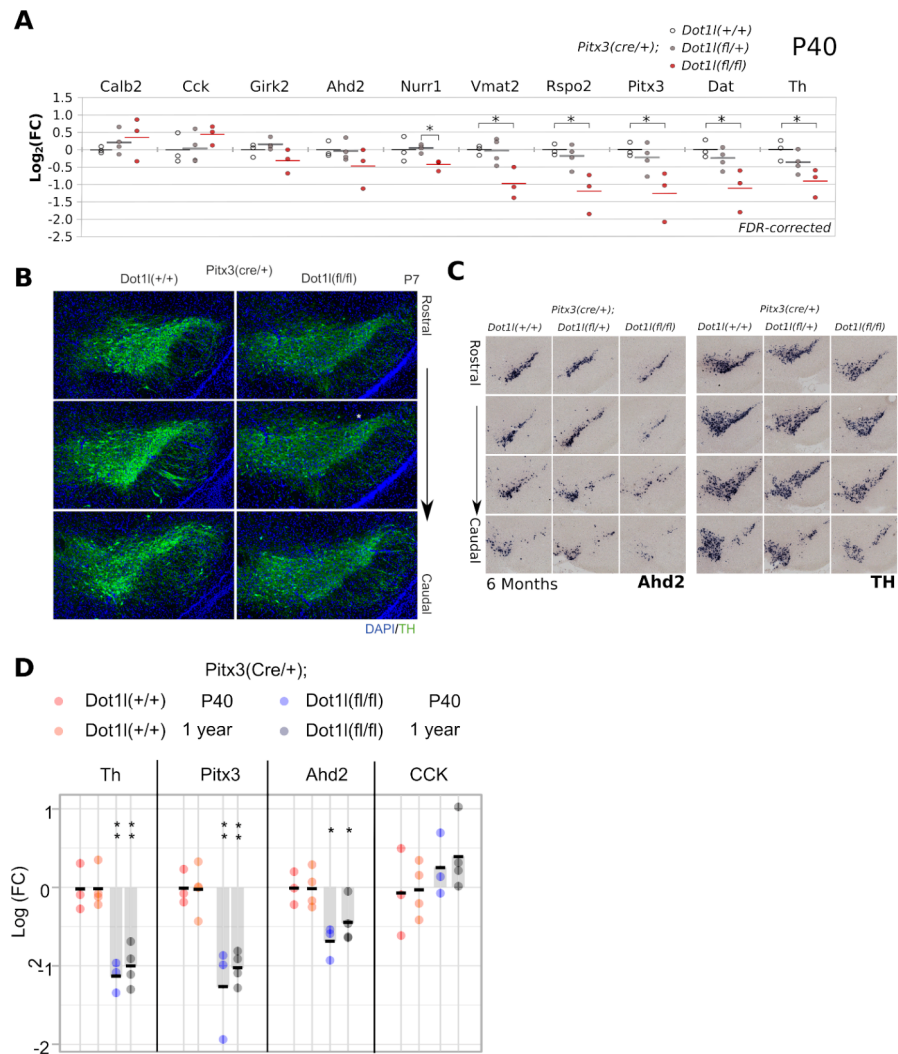 A
Dot1l(+/+)
Pitx3(cre/+); Dot1l(fl/+) P40
Dot1l(fl/fl)
Calb2 Cck Girk2 Ahd2 Nurr1 Vmat2 Rspo2 Pitx3 Dat Th
Log2(FC)
1.5
1.0
0.5
0
-0.5
-1.0
-1.5
-2.0
-2.5
* * * * * *
FDR-corrected
B
Pitx3(cre/+)
Dot1l(+/+) Dot1l(fl/fl) P7
Rostral
*
Caudal
DAPI/TH
C
Pitx3(cre/+); Pitx3(cre/+)
Dot1l(+/+) Dot1l(fl/+) Dot1l(fl/fl) Dot1l(+/+) Dot1l(fl/+) Dot1l(fl/fl)
Rostral
Caudal
6 Months Ahd2 TH
D
Pitx3(Cre/+);
Dot1l(+/+) P40 Dot1l(fl/fl) P40
Dot1l(+/+) 1 year Dot1l(fl/fl) 1 year
Th Pitx3 Ahd2 CCK
Log2(FC)
1
0
-1
-2
** ** ** ** * *